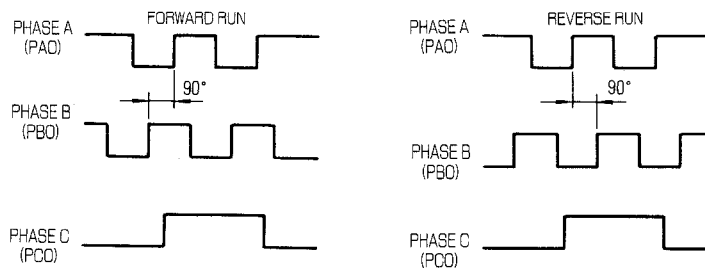 FORWARD RUN
PHASE A
(PAO)
90°
PHASE B
(PBO)
PHASE C
(PCO)
REVERSE RUN
PHASE A
(PAO)
90°
PHASE B
(PBO)
PHASE C
(PCO)